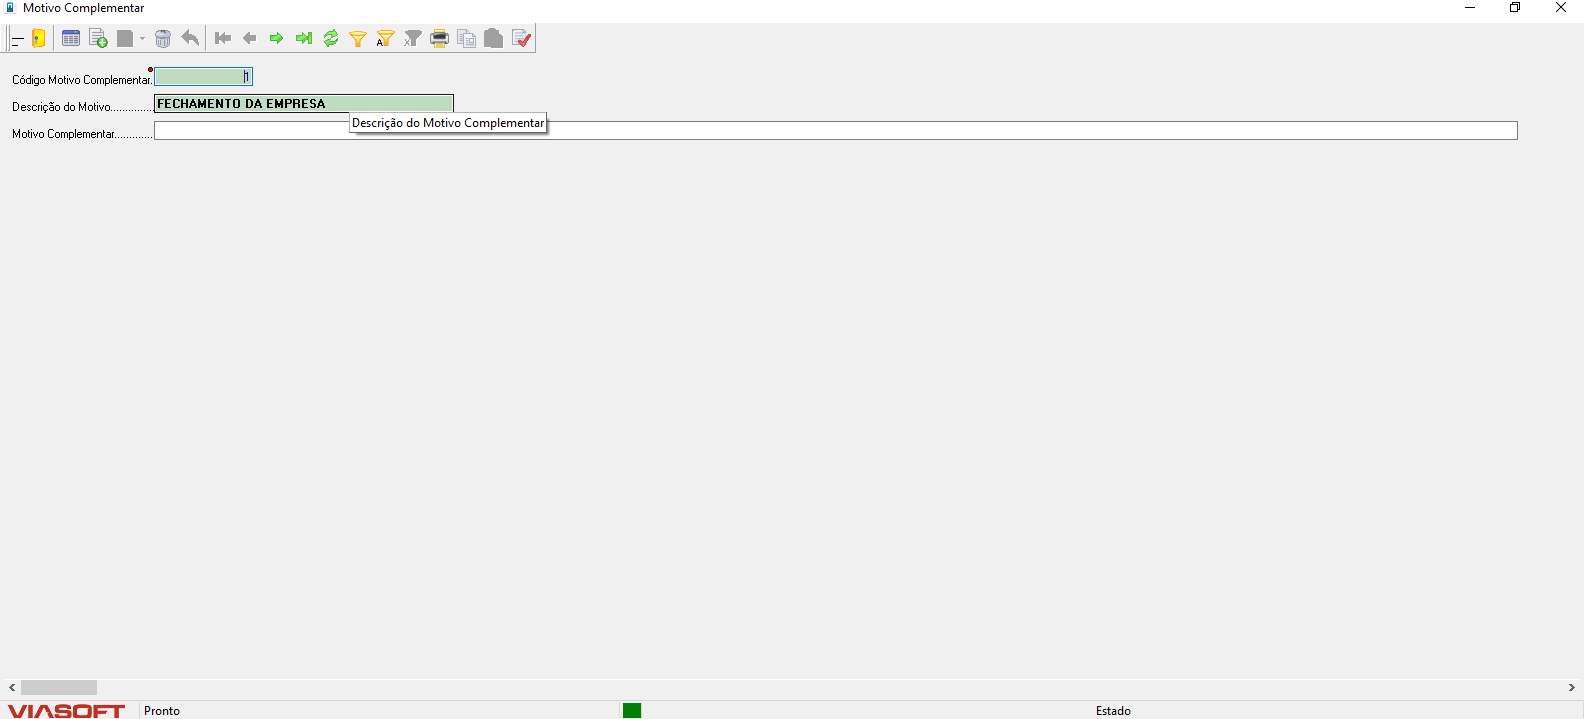 Motivo Complementar
Código Motivo Complementar. 1
Descrição do Motivo.............. FECHAMENTO DA EMPRESA
Descrição do Motivo Complementar
Motivo Complementar.............
VIASOFT Pronto Estado